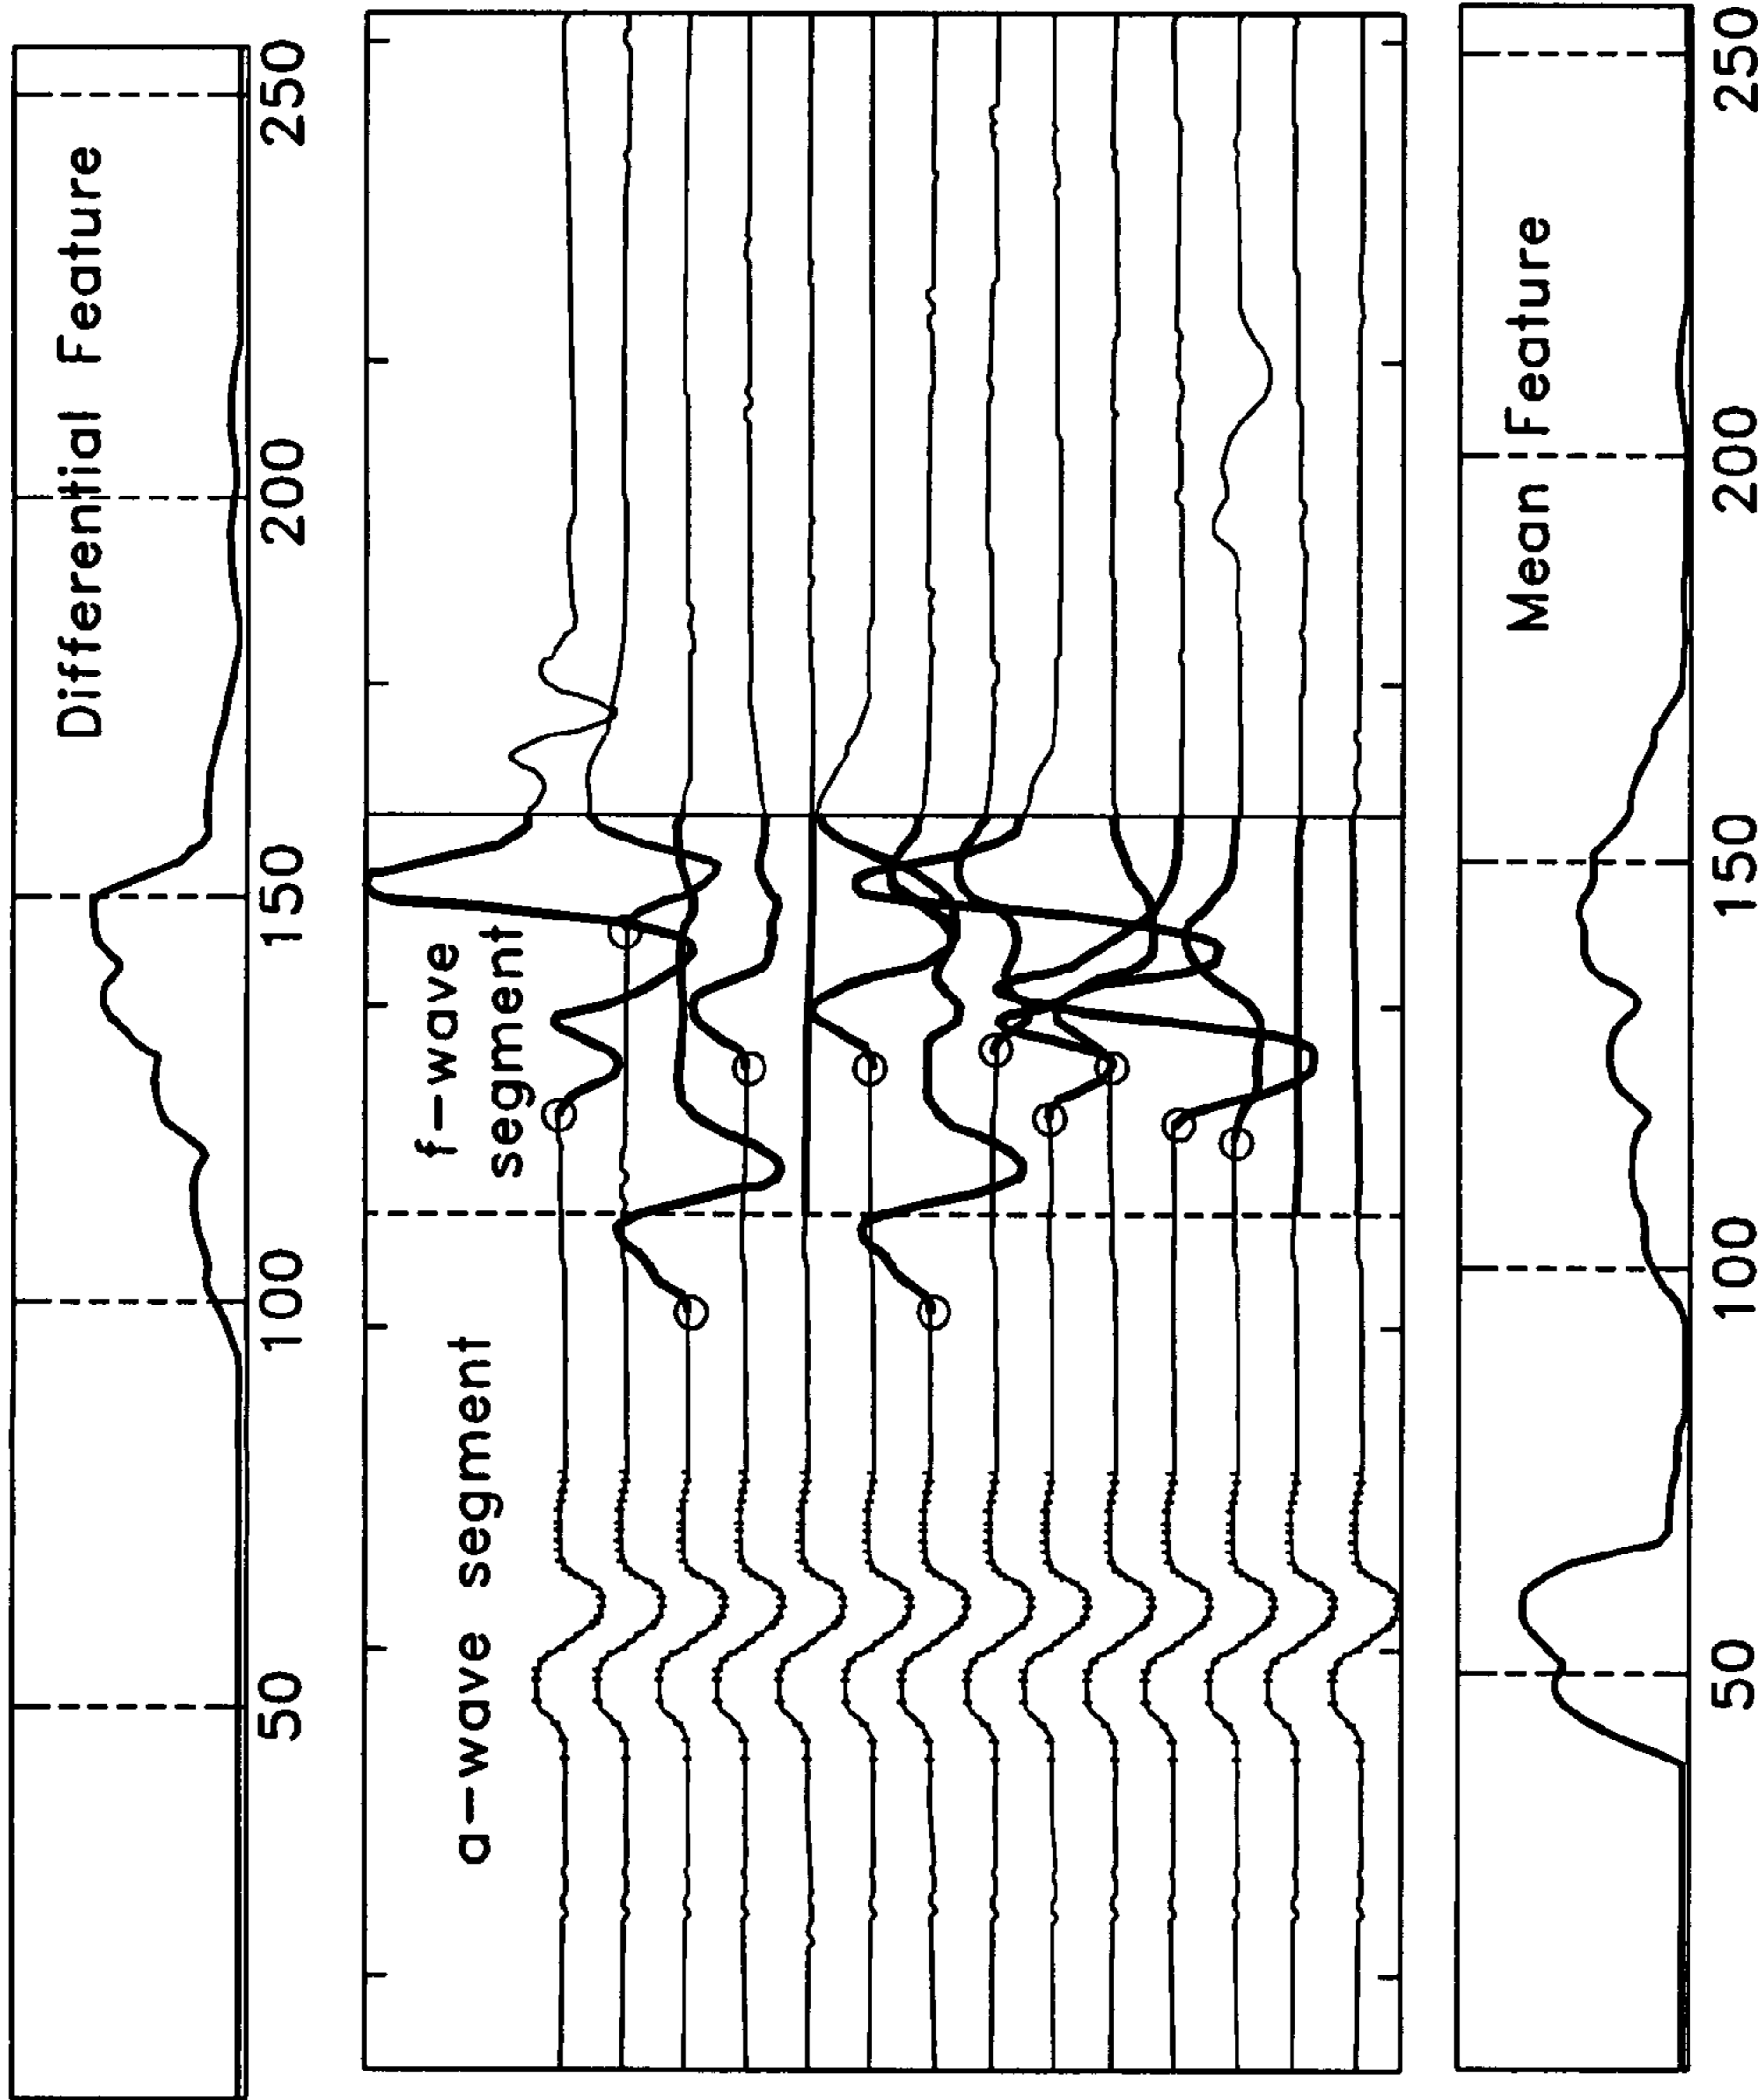 Differential Feature
50
100
150
200
250
a-wave segment
f-wave
segment
Mean Feature
50
100
150
200
250